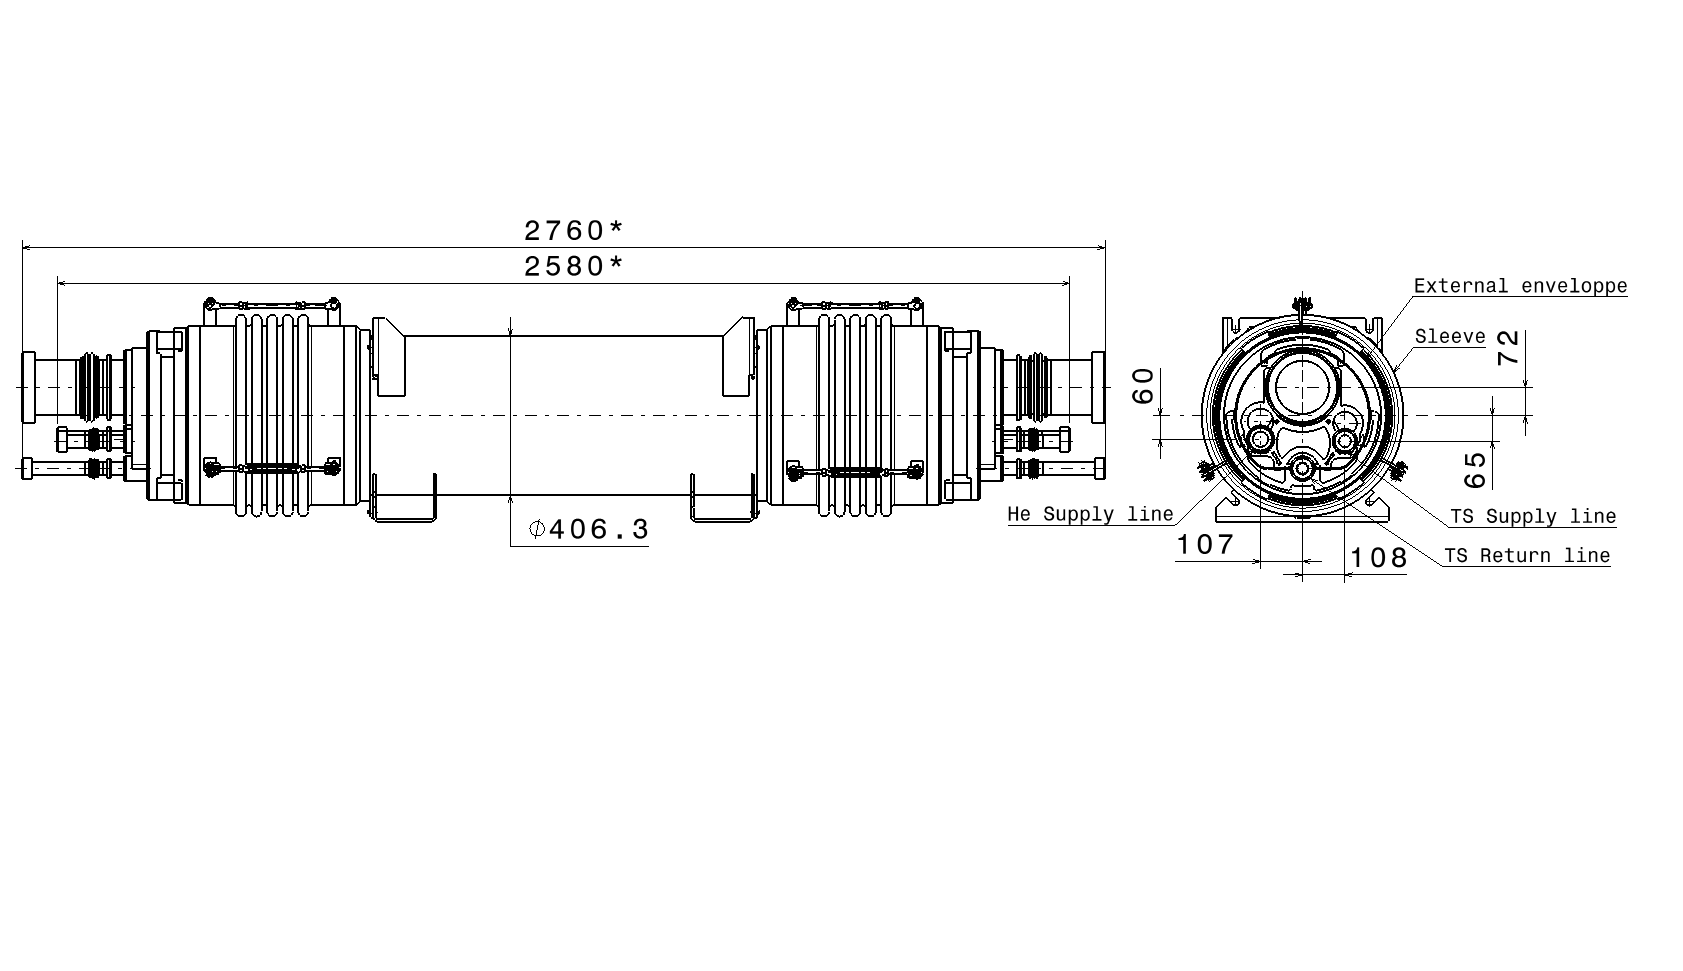 2760*
2580*
External enveloppe
Sleeve
72
60
65
He Supply line
TS Supply line
⌀406.3
107
108
TS Return line